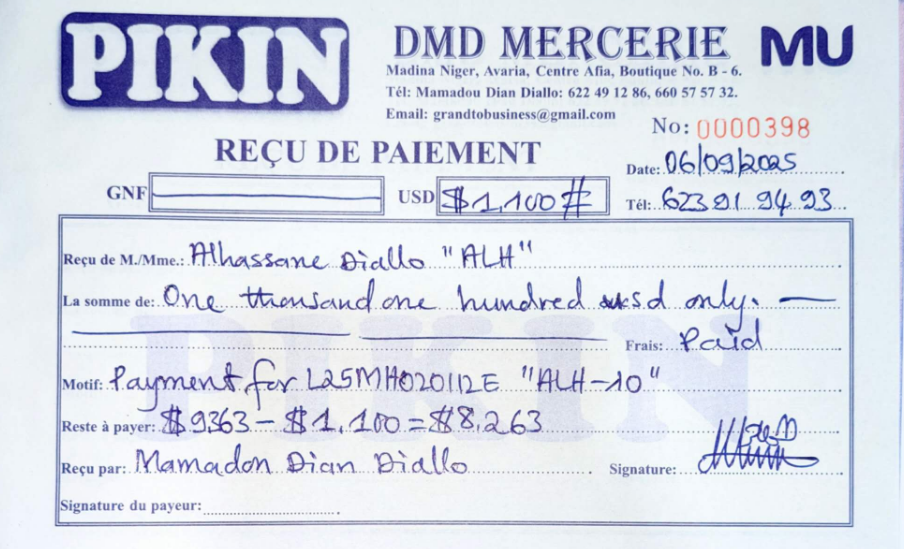 PIKIN
DMD MERCERIE
MU
Madina Niger, Avaria, Centre Afia, Boutique No. B - 6.
Tél: Mamadou Dian Diallo: 622 49 12 86, 660 57 57 32.
Email: grandtobusiness@gmail.com
No: 0000398
REÇU DE PAIEMENT
Date: 06/09/2025
GNF
USD $1,100#
Tél: 623 91 94 93
Reçu de M./Mme.: Alhassane Diallo "ALH"
La somme de: One thousand one hundred usd only.
Frais: Paid
Motif: Payment for L25MH020112E "ALH-10"
Reste à payer: $9363 - $1,100 = $8,263
Reçu par: Mamadou Dian Diallo
Signature:
Signature du payeur:
PIKIN